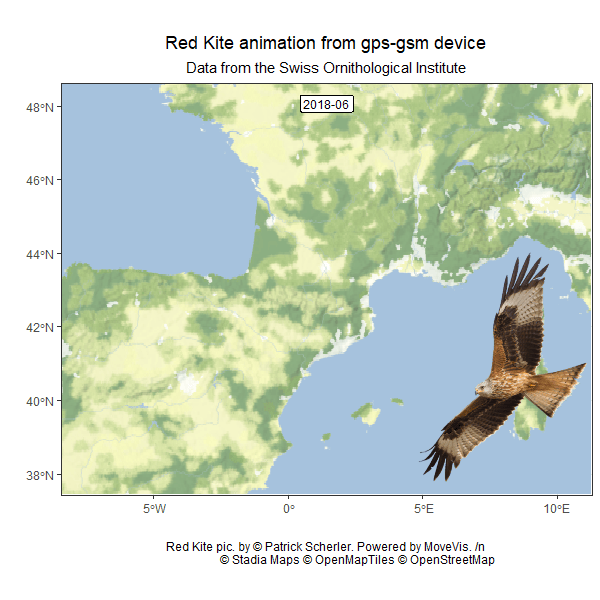 Red Kite animation from gps-gsm device
Data from the Swiss Ornithological Institute
2018-06
48°N
46°N
44°N
42°N
40°N
38°N
5°W
0°
5°E
10°E
Red Kite pic. by © Patrick Scherler. Powered by MoveVis. /n
© Stadia Maps © OpenMapTiles © OpenStreetMap